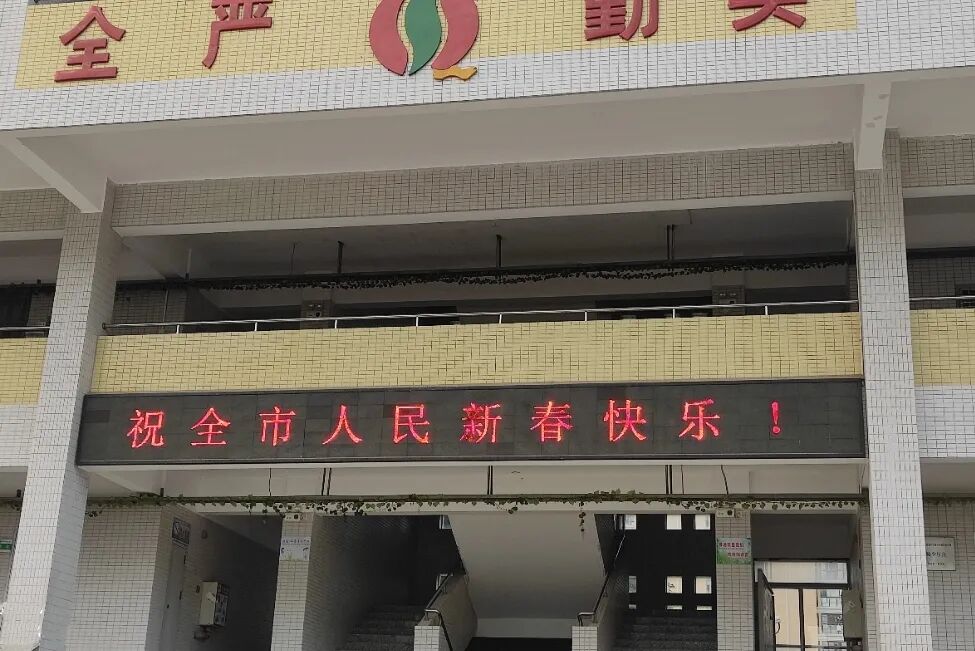 全 严 勤 实
祝全市人民新春快乐！